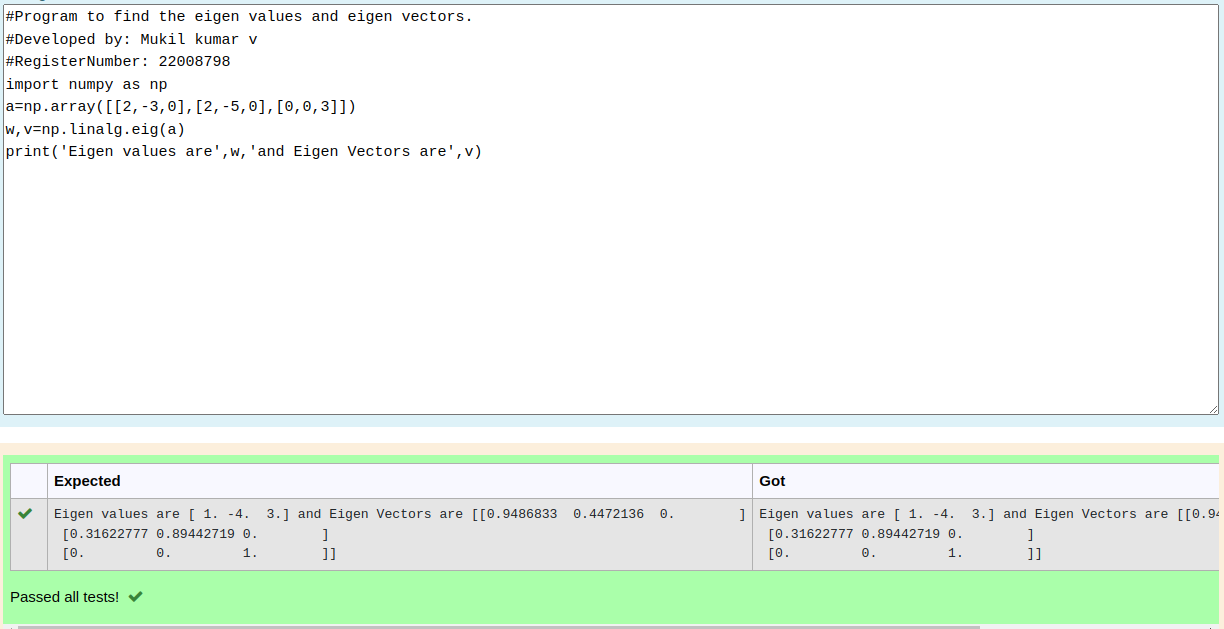 #Program to find the eigen values and eigen vectors.
#Developed by: Mukil kumar v
#RegisterNumber: 22008798
import numpy as np
a=np.array([[2,-3,0],[2,-5,0],[0,0,3]])
w,v=np.linalg.eig(a)
print('Eigen values are',w,'and Eigen Vectors are',v)
Expected Got
Eigen values are [ 1. -4.  3.] and Eigen Vectors are [[0.9486833  0.4472136  0.        ] Eigen values are [ 1. -4.  3.] and Eigen Vectors are [[0.94
[0.31622777 0.89442719 0.        ] [0.31622777 0.89442719 0.        ]
[0.         0.         1.        ]] [0.         0.         1.        ]]
Passed all tests!